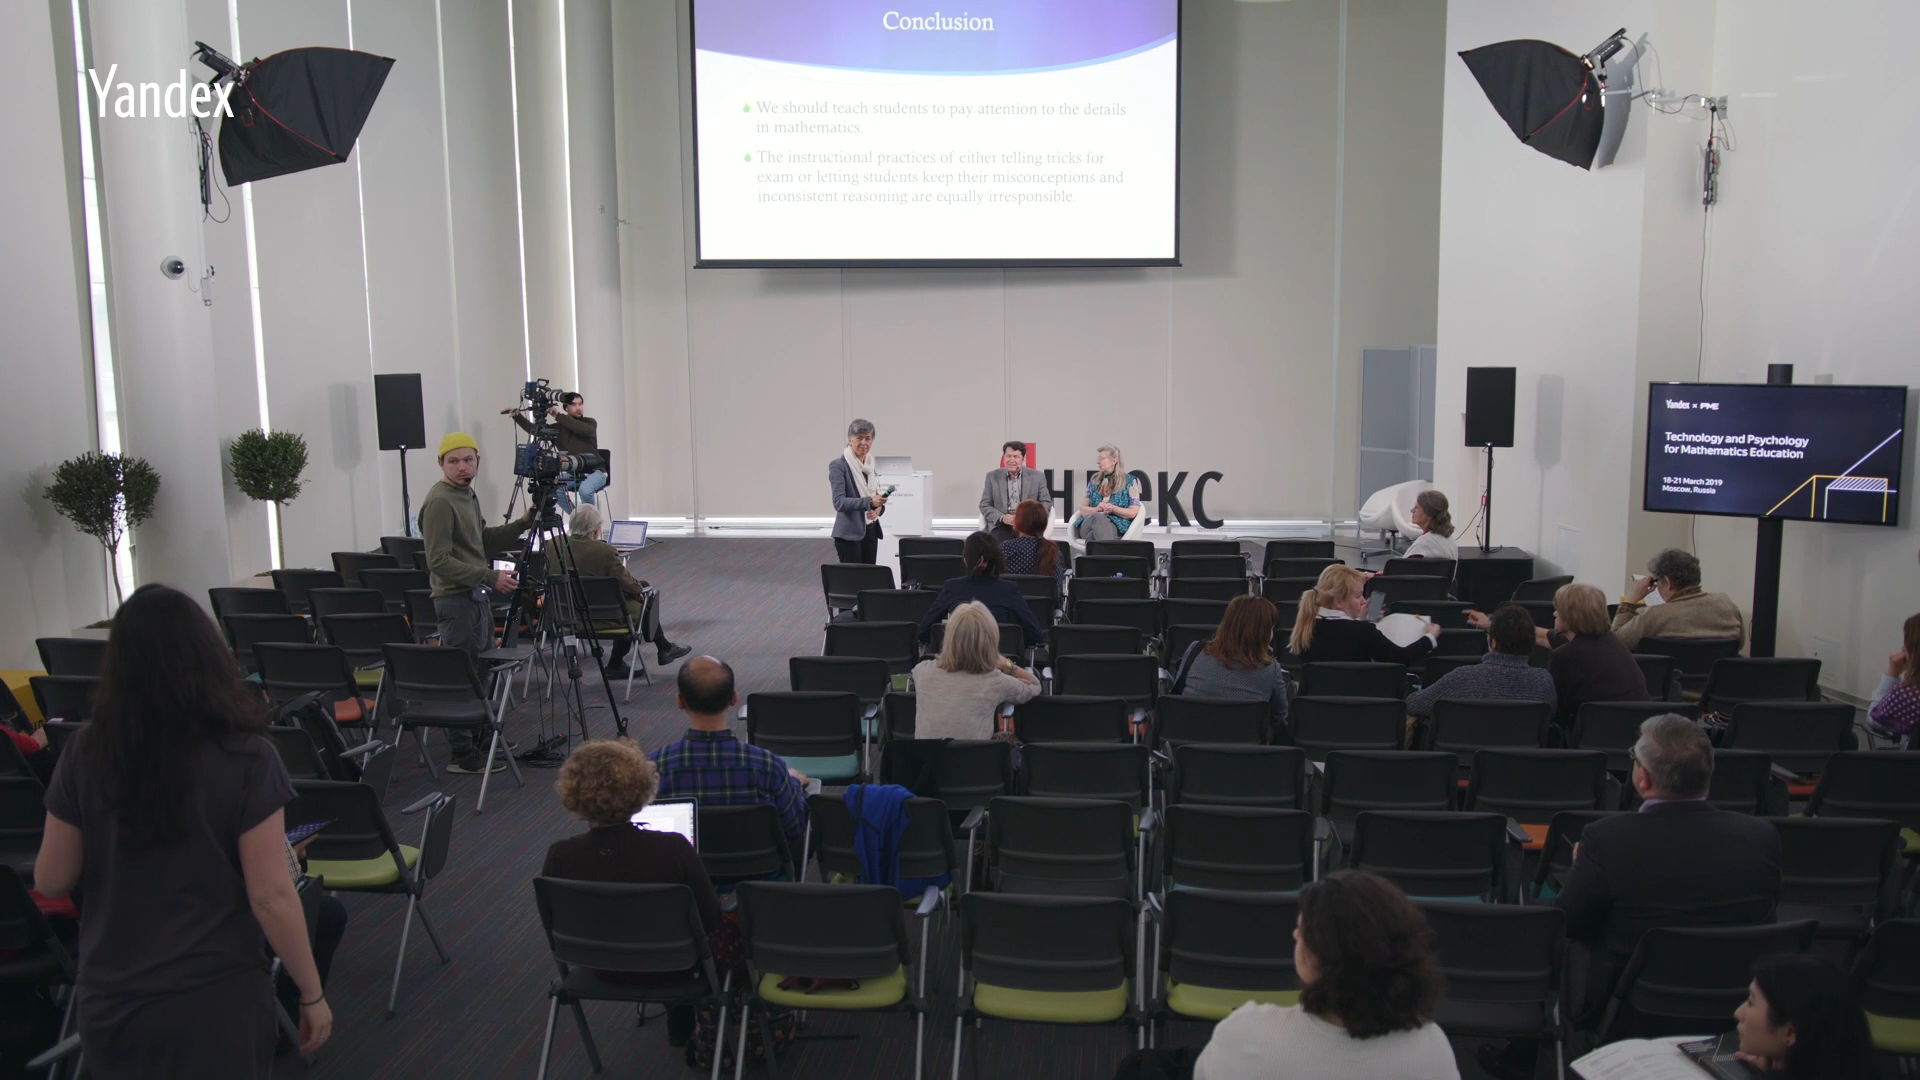 Yandex
Conclusion
We should teach students to pay attention to the details
in mathematics.
The instructional practices of either telling tricks for
exam or letting students keep their misconceptions and
inconsistent reasoning are equally irresponsible.
Yandex × PME
Technology and Psychology
for Mathematics Education
18-21 March 2019
Moscow, Russia
екс